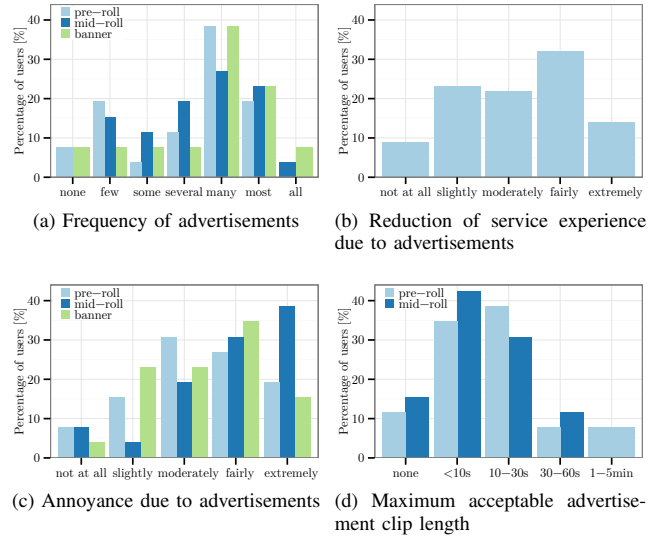 pre−roll
mid−roll
banner
Percentage of users [%]
40
30
20
10
0
none few some several many most all
(a) Frequency of advertisements
Percentage of users [%]
40
30
20
10
0
not at all slightly moderately fairly extremely
(b) Reduction of service experience
due to advertisements
pre−roll
mid−roll
banner
Percentage of users [%]
40
30
20
10
0
not at all slightly moderately fairly extremely
(c) Annoyance due to advertisements
pre−roll
mid−roll
Percentage of users [%]
40
30
20
10
0
none <10s 10−30s 30−60s 1−5min
(d) Maximum acceptable advertise-
ment clip length